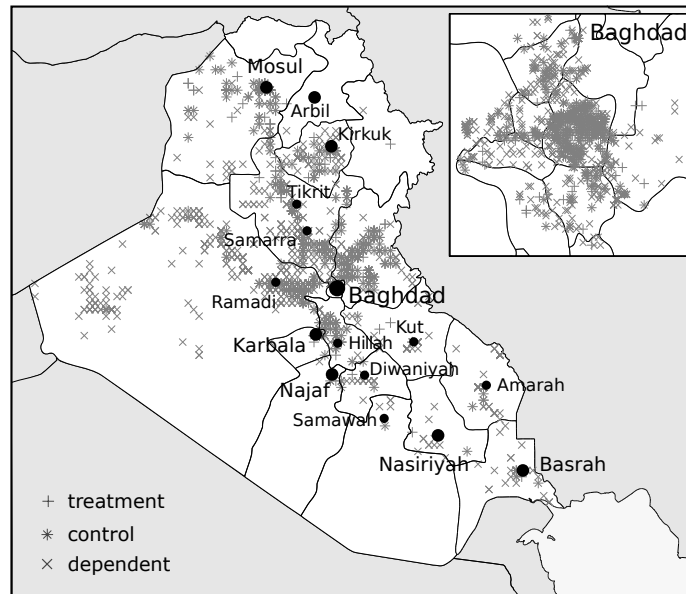 Baghdad
Mosul
Arbil
Kirkuk
Tikrit
Samarra
Ramadi
Baghdad
Karbala
Hillah
Kut
Najaf
Diwaniyah
Amarah
Samawah
Nasiriyah
Basrah
+ treatment
✳ control
× dependent